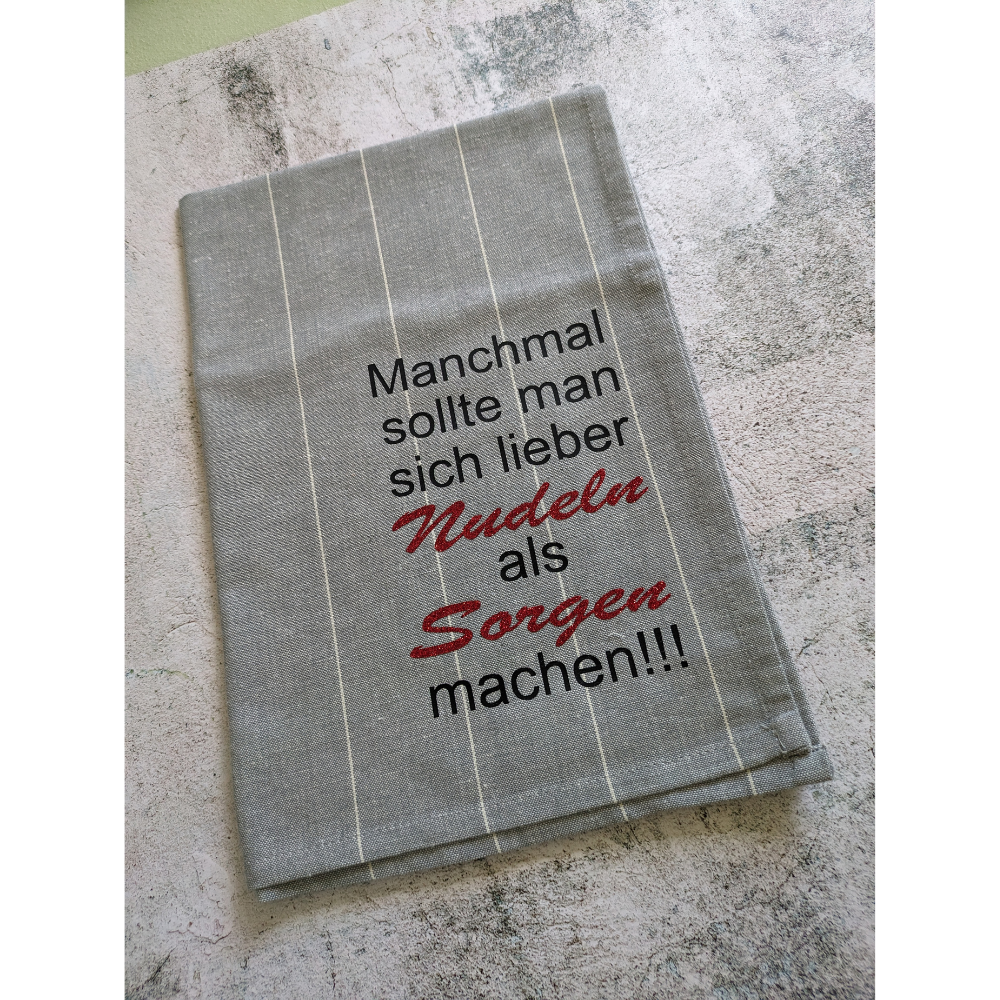 Manchmal
sollte man
sich lieber
Nudeln
als
Sorgen
machen!!!